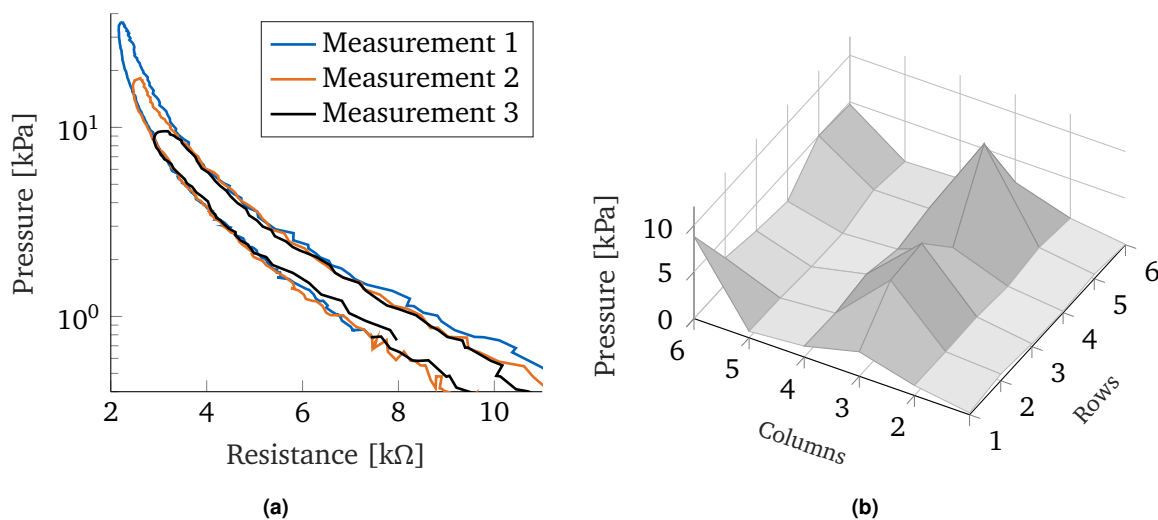 Measurement 1
Measurement 2
Measurement 3
Pressure [kPa]
10¹
10⁰
2 4 6 8 10
Resistance [kΩ]
(a)
Pressure [kPa]
10
5
0
6 5 4 3 2
Columns
1 2 3 4 5 6
Rows
(b)